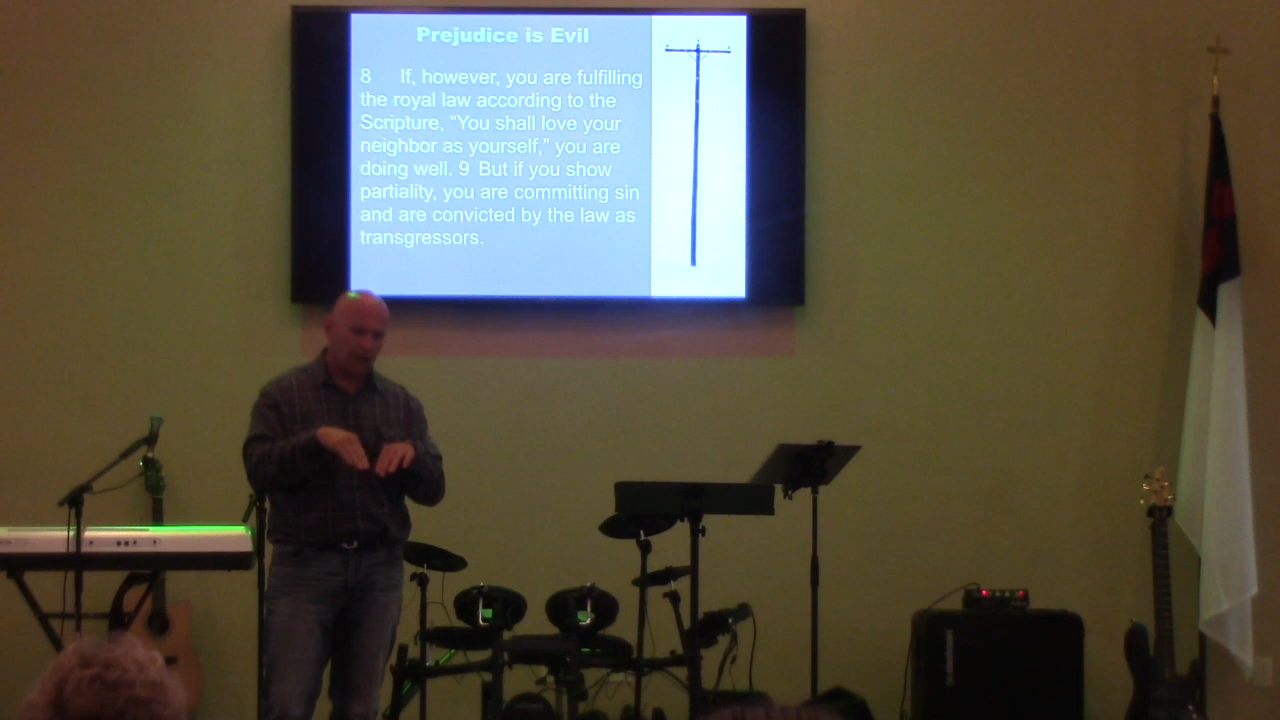 Prejudice is Evil
8 If, however, you are fulfilling
the royal law according to the
Scripture, “You shall love your
neighbor as yourself,” you are
doing well. 9 But if you show
partiality, you are committing sin
and are convicted by the law as
transgressors.